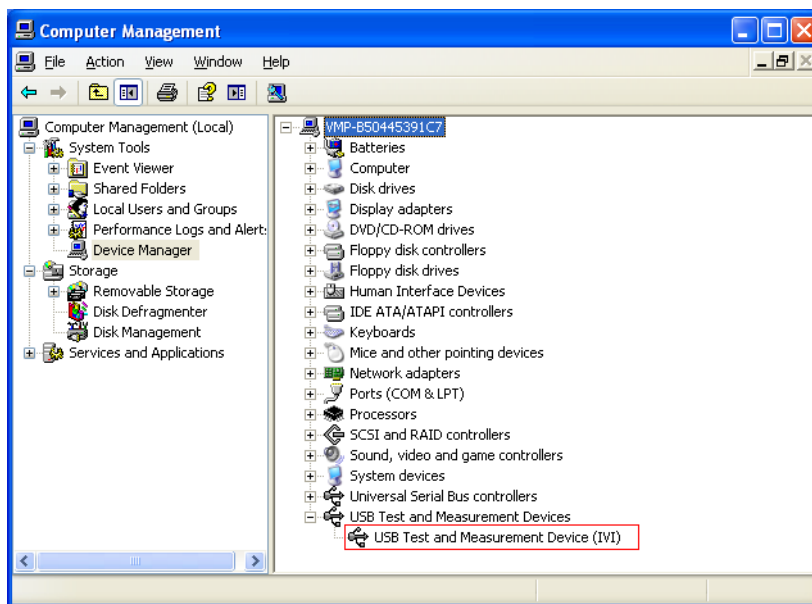 Computer Management
File Action View Window Help
Computer Management (Local)
System Tools
Event Viewer
Shared Folders
Local Users and Groups
Performance Logs and Alert
Device Manager
Storage
Removable Storage
Disk Defragmenter
Disk Management
Services and Applications
VMP-B50445391C7
Batteries
Computer
Disk drives
Display adapters
DVD/CD-ROM drives
Floppy disk controllers
Floppy disk drives
Human Interface Devices
IDE ATA/ATAPI controllers
Keyboards
Mice and other pointing devices
Network adapters
Ports (COM & LPT)
Processors
SCSI and RAID controllers
Sound, video and game controllers
System devices
Universal Serial Bus controllers
USB Test and Measurement Devices
USB Test and Measurement Device (IVI)